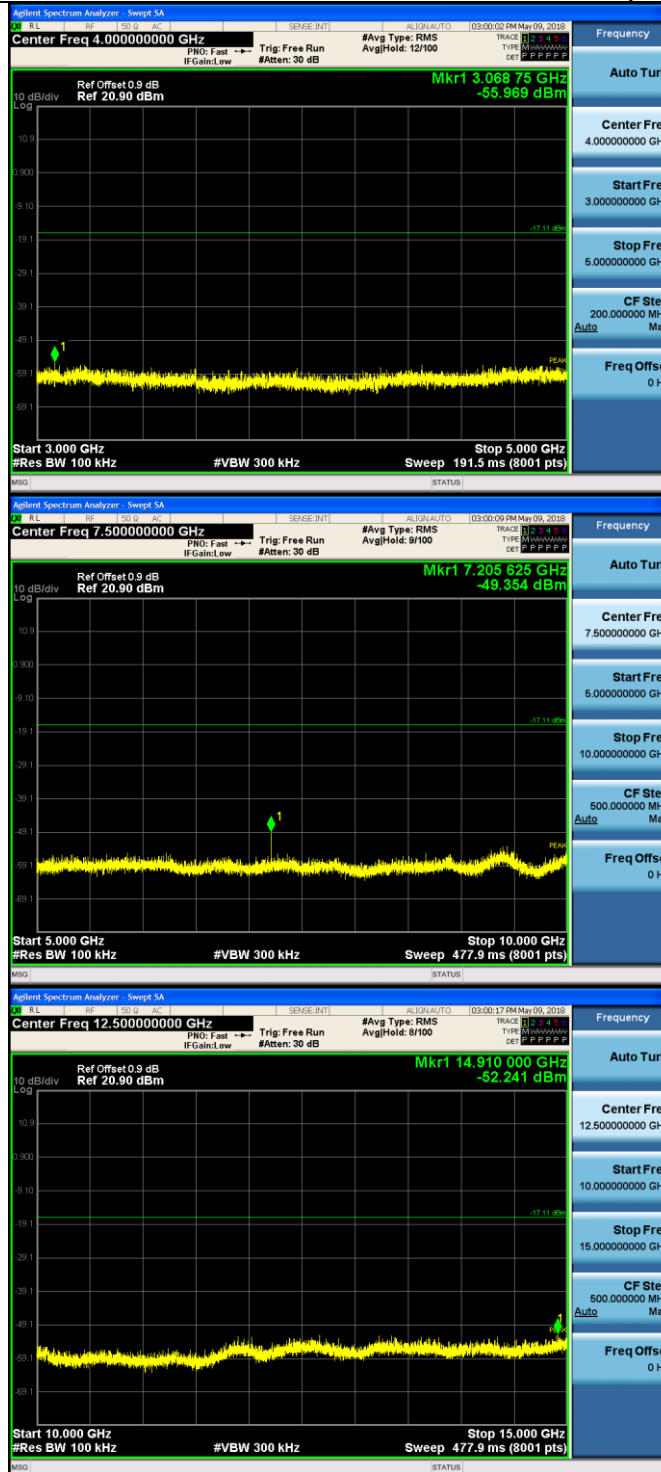 Agilent Spectrum Analyzer - Swept SA
RL RF 50 Ω AC SENSE:INT ALIGNAUTO 03:00:02 PM May 09, 2018
Center Freq 4.000000000 GHz #Avg Type: RMS TRACE 1 2 3 4 5 6
PNO: Fast Trig: Free Run Avg|Hold: 12/100 TYPE M
IFGain:Low #Atten: 30 dB DET P P P P P P
Frequency
Auto Tun
Mkr1 3.068 75 GHz
Ref Offset 0.9 dB
10 dB/div Ref 20.90 dBm -55.969 dBm
Log
10.9
0.900
-9.10
-17.11 dBm
-19.1
-29.1
-39.1
-49.1
1
PEAK
-59.1
-69.1
Center Fre
4.000000000 GH
Start Fre
3.000000000 GH
Stop Fre
5.000000000 GH
CF Ste
200.000000 MH
Auto Ma
Freq Offs
0 H
Start 3.000 GHz Stop 5.000 GHz
#Res BW 100 kHz #VBW 300 kHz Sweep 191.5 ms (8001 pts)
MSG STATUS
Agilent Spectrum Analyzer - Swept SA
RL RF 50 Ω AC SENSE:INT ALIGNAUTO 03:00:09 PM May 09, 2018
Center Freq 7.500000000 GHz #Avg Type: RMS TRACE 1 2 3 4 5 6
PNO: Fast Trig: Free Run Avg|Hold: 9/100 TYPE M
IFGain:Low #Atten: 30 dB DET P P P P P P
Frequency
Auto Tun
Mkr1 7.205 625 GHz
Ref Offset 0.9 dB
10 dB/div Ref 20.90 dBm -49.354 dBm
Log
10.9
0.900
-9.10
-17.11 dBm
-19.1
-29.1
-39.1
1
-49.1
PEAK
-59.1
-69.1
Center Fre
7.500000000 GH
Start Fre
5.000000000 GH
Stop Fre
10.000000000 GH
CF Ste
500.000000 MH
Auto Ma
Freq Offs
0 H
Start 5.000 GHz Stop 10.000 GHz
#Res BW 100 kHz #VBW 300 kHz Sweep 477.9 ms (8001 pts)
MSG STATUS
Agilent Spectrum Analyzer - Swept SA
RL RF 50 Ω AC SENSE:INT ALIGNAUTO 03:00:17 PM May 09, 2018
Center Freq 12.500000000 GHz #Avg Type: RMS TRACE 1 2 3 4 5 6
PNO: Fast Trig: Free Run Avg|Hold: 8/100 TYPE M
IFGain:Low #Atten: 30 dB DET P P P P P P
Frequency
Auto Tun
Mkr1 14.910 000 GHz
Ref Offset 0.9 dB
10 dB/div Ref 20.90 dBm -52.241 dBm
Log
10.9
0.900
-9.10
-17.11 dBm
-19.1
-29.1
-39.1
1
-49.1
-59.1
-69.1
Center Fre
12.500000000 GH
Start Fre
10.000000000 GH
Stop Fre
15.000000000 GH
CF Ste
500.000000 MH
Auto Ma
Freq Offs
0 H
Start 10.000 GHz Stop 15.000 GHz
#Res BW 100 kHz #VBW 300 kHz Sweep 477.9 ms (8001 pts)
MSG STATUS